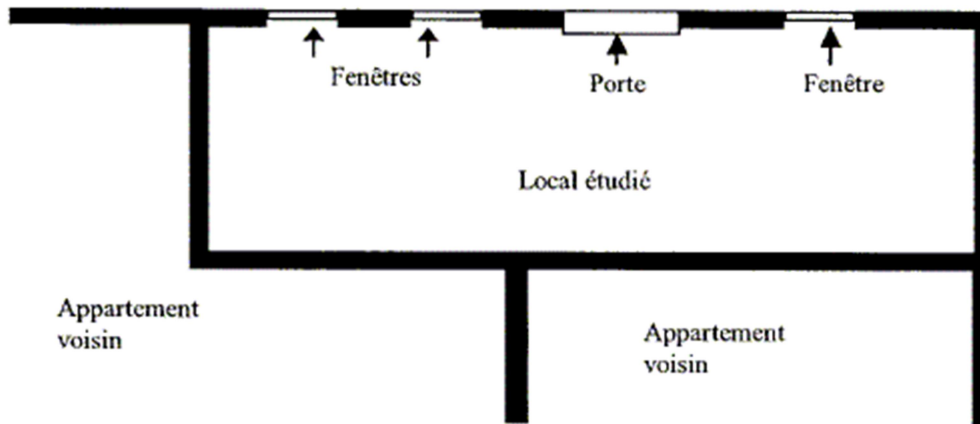 Fenêtres
Porte
Fenêtre
Local étudié
Appartement
voisin
Appartement
voisin